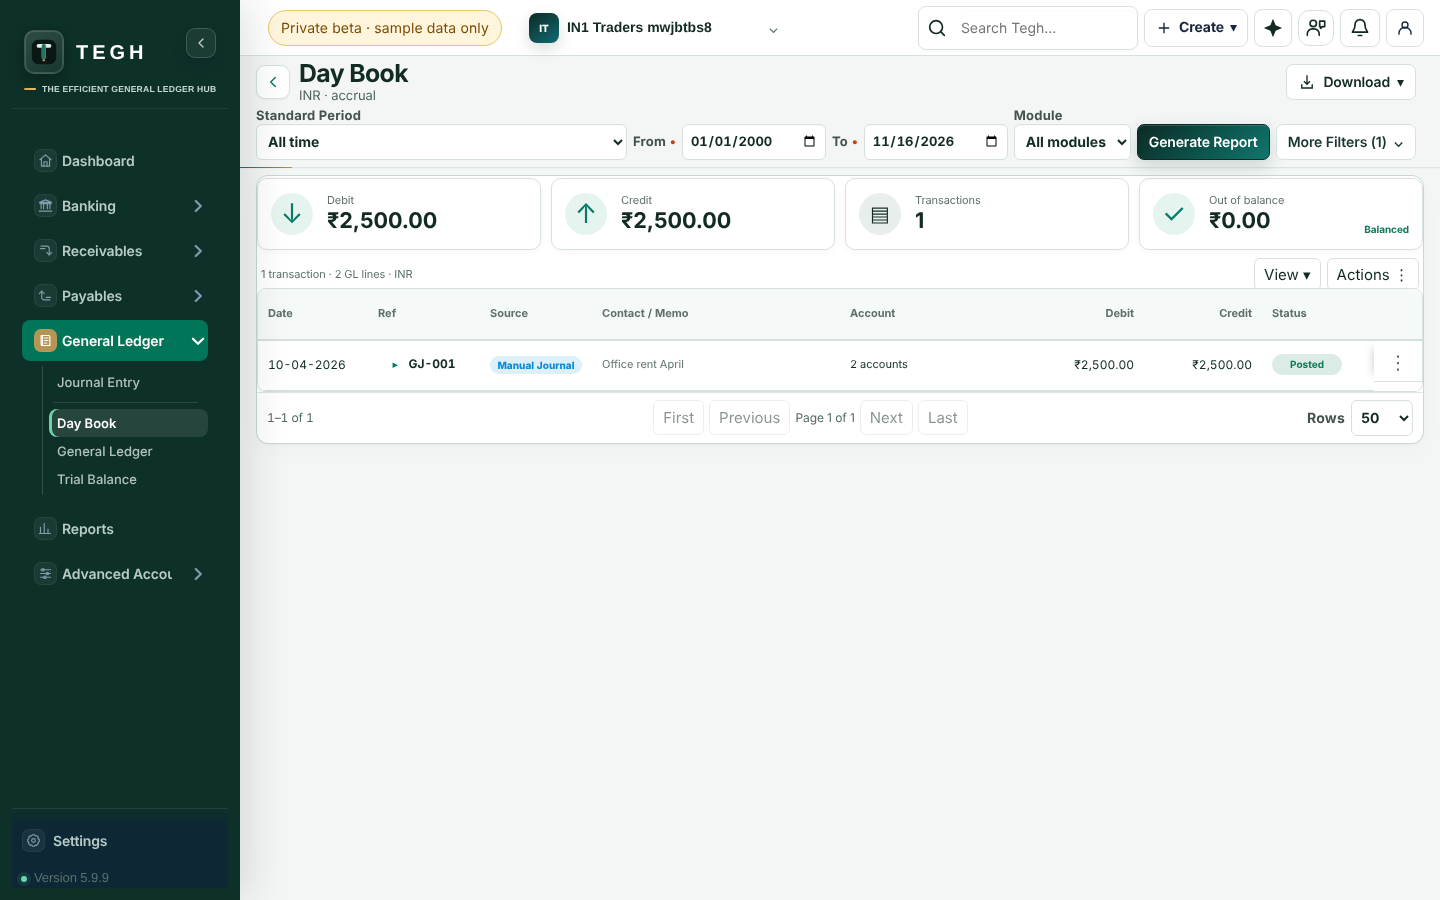 TEGH
THE EFFICIENT GENERAL LEDGER HUB
Dashboard
Banking
Receivables
Payables
General Ledger
Journal Entry
Day Book
General Ledger
Trial Balance
Reports
Advanced Accou
Settings
Version 5.9.9
Private beta · sample data only
IT IN1 Traders mwjbtbs8
Search Tegh...
+ Create ▾
Day Book
INR · accrual
Download ▾
Standard Period
All time
From •
01/01/2000
To •
11/16/2026
Module
All modules
Generate Report
More Filters (1)
Debit
₹2,500.00
Credit
₹2,500.00
Transactions
1
Out of balance
₹0.00
Balanced
1 transaction · 2 GL lines · INR
View ▾ Actions ⋮
Date Ref Source Contact / Memo Account Debit Credit Status
10-04-2026 ▸ GJ-001 Manual Journal Office rent April 2 accounts ₹2,500.00 ₹2,500.00 Posted ⋮
1–1 of 1 First Previous Page 1 of 1 Next Last Rows 50